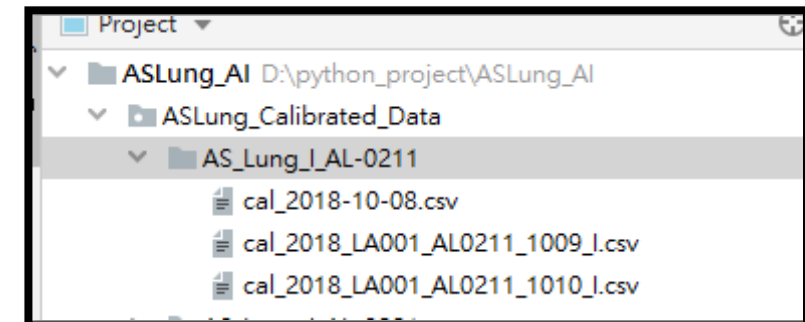 Project
ASLung_AI D:\python_project\ASLung_AI
ASLung_Calibrated_Data
AS_Lung_I_AL-0211
cal_2018-10-08.csv
cal_2018_LA001_AL0211_1009_I.csv
cal_2018_LA001_AL0211_1010_I.csv